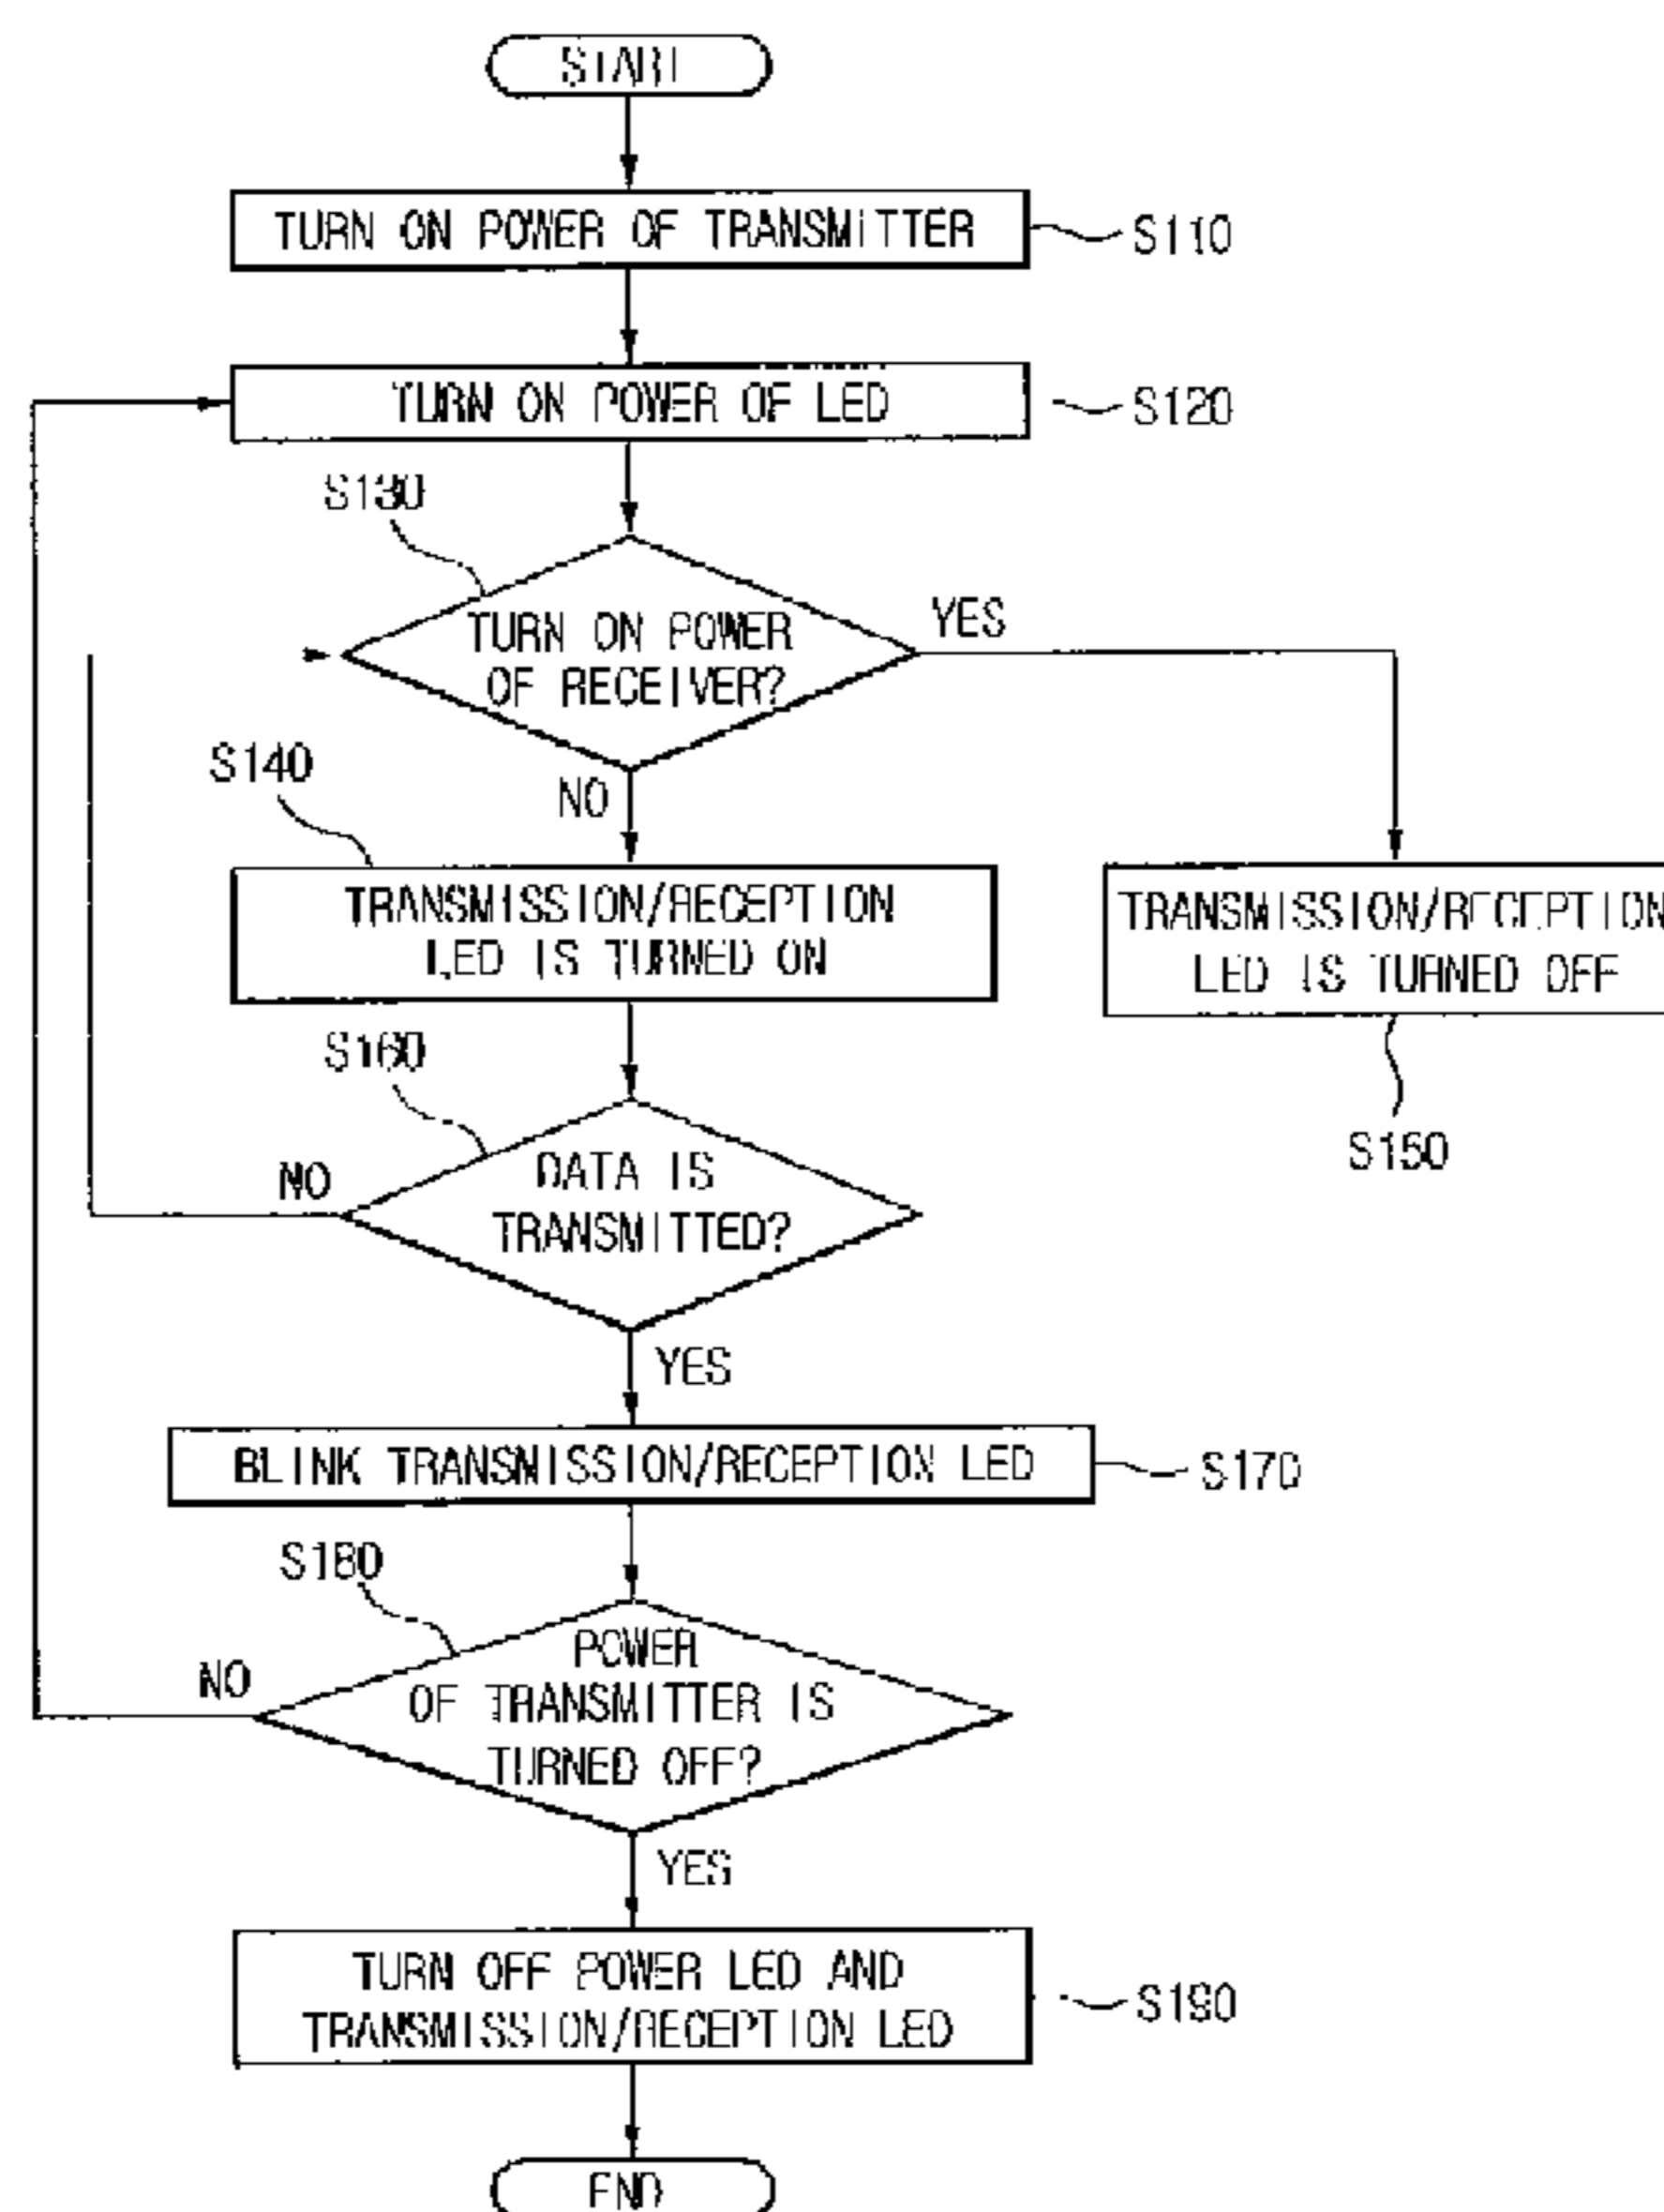 START
TURN ON POWER OF TRANSMITTER
S110
TURN ON POWER OF LED
S120
S130
TURN ON POWER
OF RECEIVER?
YES
NO
S140
TRANSMISSION/RECEPTION
LED IS TURNED ON
TRANSMISSION/RECEPTION
LED IS TURNED OFF
S150
S160
DATA IS
TRANSMITTED?
NO
YES
BLINK TRANSMISSION/RECEPTION LED
S170
S180
POWER
OF TRANSMITTER IS
TURNED OFF?
NO
YES
TURN OFF POWER LED AND
TRANSMISSION/RECEPTION LED
S190
END